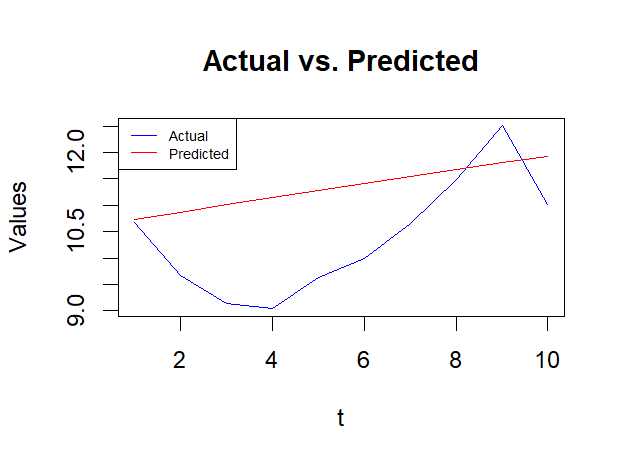 Actual vs. Predicted
Actual
Predicted
Values
12.0
10.5
9.0
2 4 6 8 10
t